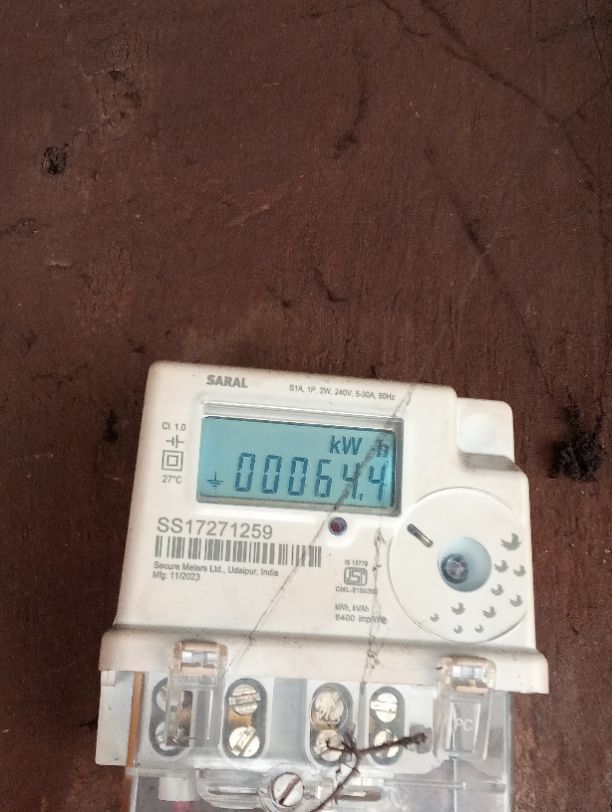 SARAL
S1A, 1P, 2W, 240V, 5-30A, 50Hz
Cl. 1.0
27°C
kW h
00064.4
SS17271259
Secure Meters Ltd., Udaipur, India
Mfg: 11/2023
IS 13779
kWh, kVAh
6400 Imp/kWh
PC